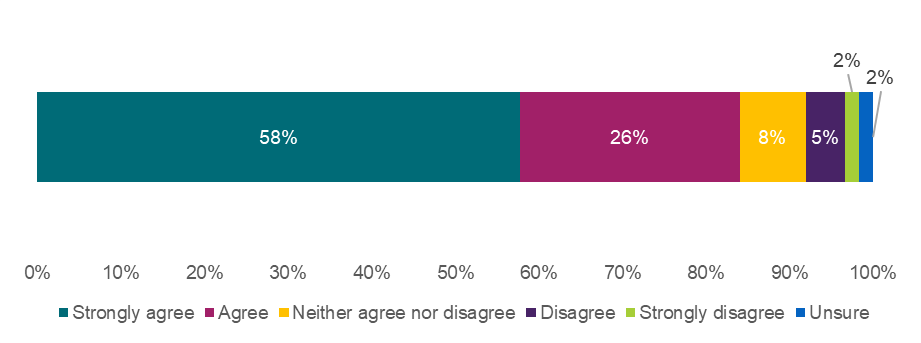 2%
2%
58% 26% 8% 5%
0% 10% 20% 30% 40% 50% 60% 70% 80% 90% 100%
Strongly agree Agree Neither agree nor disagree Disagree Strongly disagree Unsure